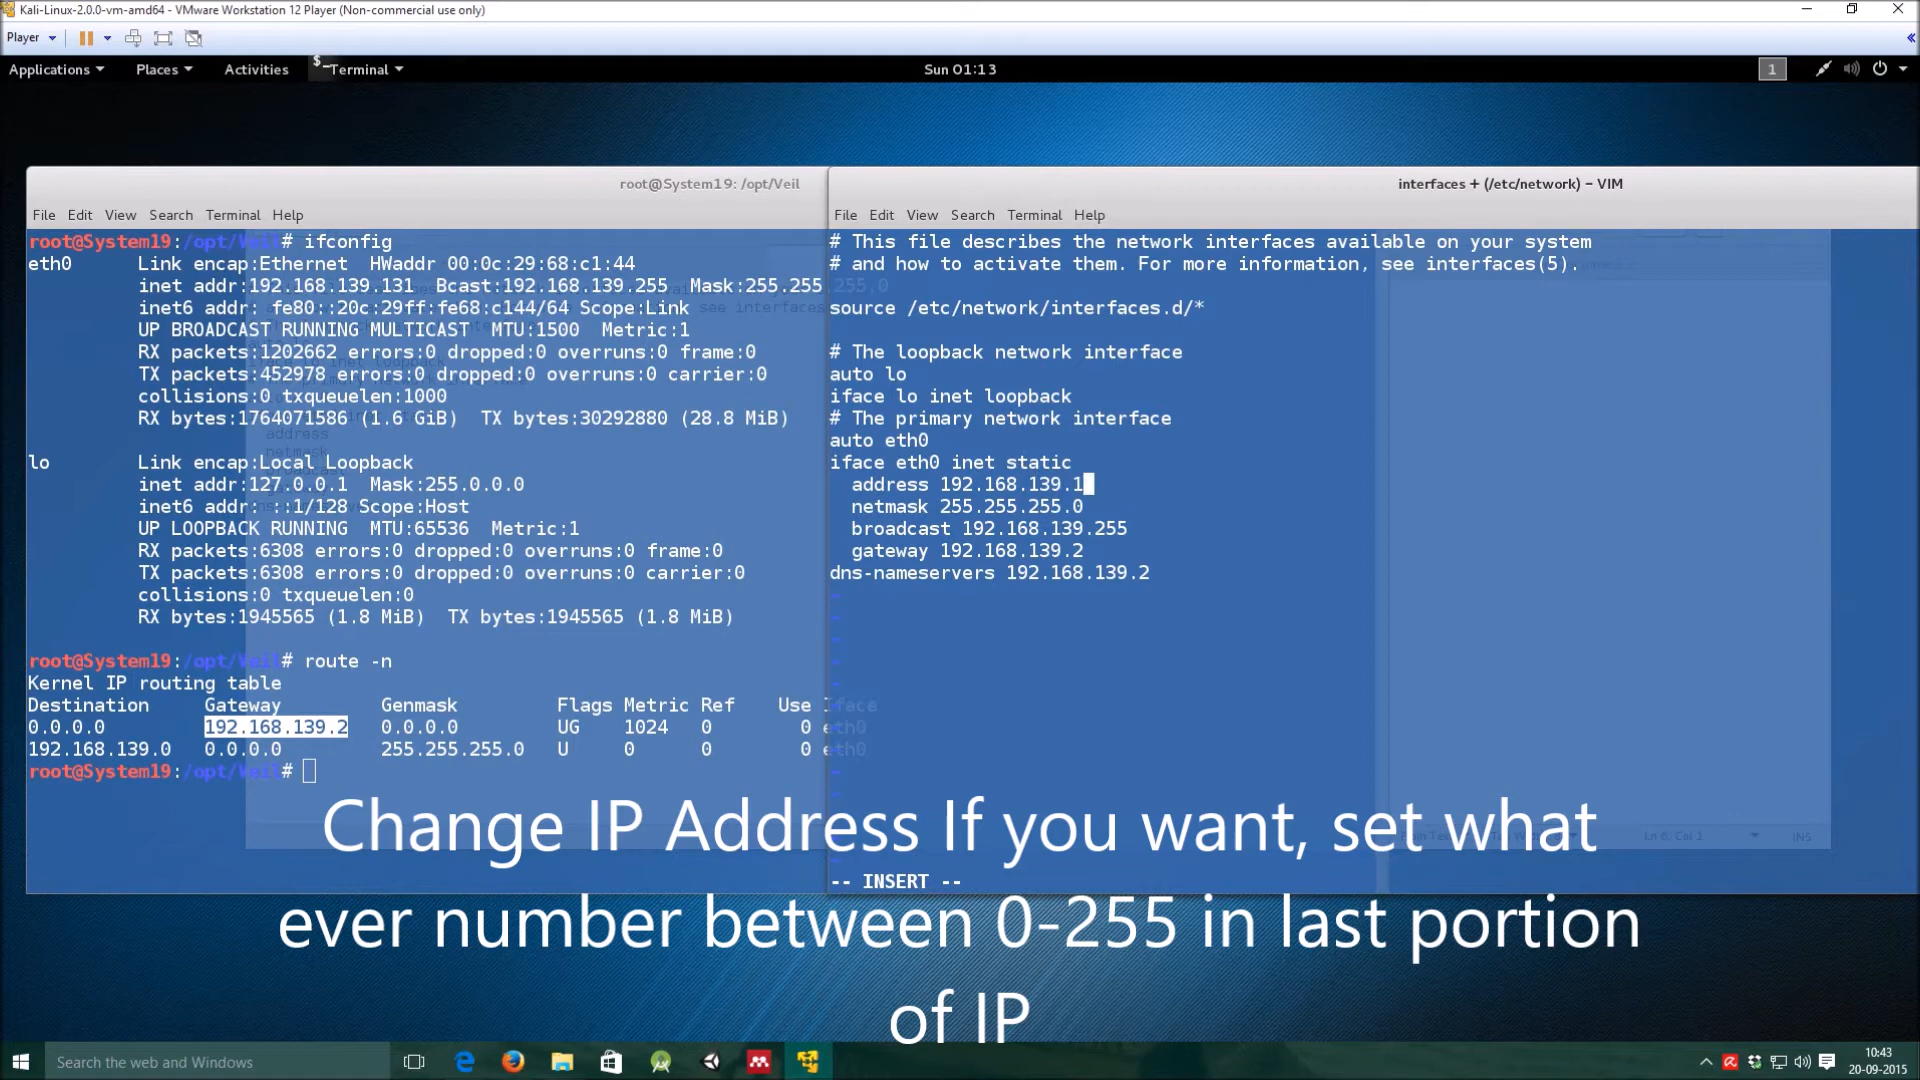 Kali-Linux-2.0.0-vm-amd64 - VMware Workstation 12 Player (Non-commercial use only)
Player
Applications Places Activities Terminal Sun 01:13 1
root@System19: /opt/Veil
File Edit View Search Terminal Help
root@System19:/opt/Veil# ifconfig
eth0 Link encap:Ethernet HWaddr 00:0c:29:68:c1:44
inet addr:192.168.139.131 Bcast:192.168.139.255 Mask:255.255.255.0
inet6 addr: fe80::20c:29ff:fe68:c144/64 Scope:Link
UP BROADCAST RUNNING MULTICAST MTU:1500 Metric:1
RX packets:1202662 errors:0 dropped:0 overruns:0 frame:0
TX packets:452978 errors:0 dropped:0 overruns:0 carrier:0
collisions:0 txqueuelen:1000
RX bytes:1764071586 (1.6 GiB) TX bytes:30292880 (28.8 MiB)
lo Link encap:Local Loopback
inet addr:127.0.0.1 Mask:255.0.0.0
inet6 addr: ::1/128 Scope:Host
UP LOOPBACK RUNNING MTU:65536 Metric:1
RX packets:6308 errors:0 dropped:0 overruns:0 frame:0
TX packets:6308 errors:0 dropped:0 overruns:0 carrier:0
collisions:0 txqueuelen:0
RX bytes:1945565 (1.8 MiB) TX bytes:1945565 (1.8 MiB)
root@System19:/opt/Veil# route -n
Kernel IP routing table
Destination Gateway Genmask Flags Metric Ref Use Iface
0.0.0.0 192.168.139.2 0.0.0.0 UG 1024 0 0 eth0
192.168.139.0 0.0.0.0 255.255.255.0 U 0 0 0 eth0
root@System19:/opt/Veil#
interfaces + (/etc/network) - VIM
File Edit View Search Terminal Help
# This file describes the network interfaces available on your system
# and how to activate them. For more information, see interfaces(5).
source /etc/network/interfaces.d/*
# The loopback network interface
auto lo
iface lo inet loopback
# The primary network interface
auto eth0
iface eth0 inet static
address 192.168.139.1
netmask 255.255.255.0
broadcast 192.168.139.255
gateway 192.168.139.2
dns-nameservers 192.168.139.2
-- INSERT --
Ln 6, Col 1 INS
Change IP Address If you want, set what
ever number between 0-255 in last portion
of IP
Search the web and Windows
10:43
20-09-2015